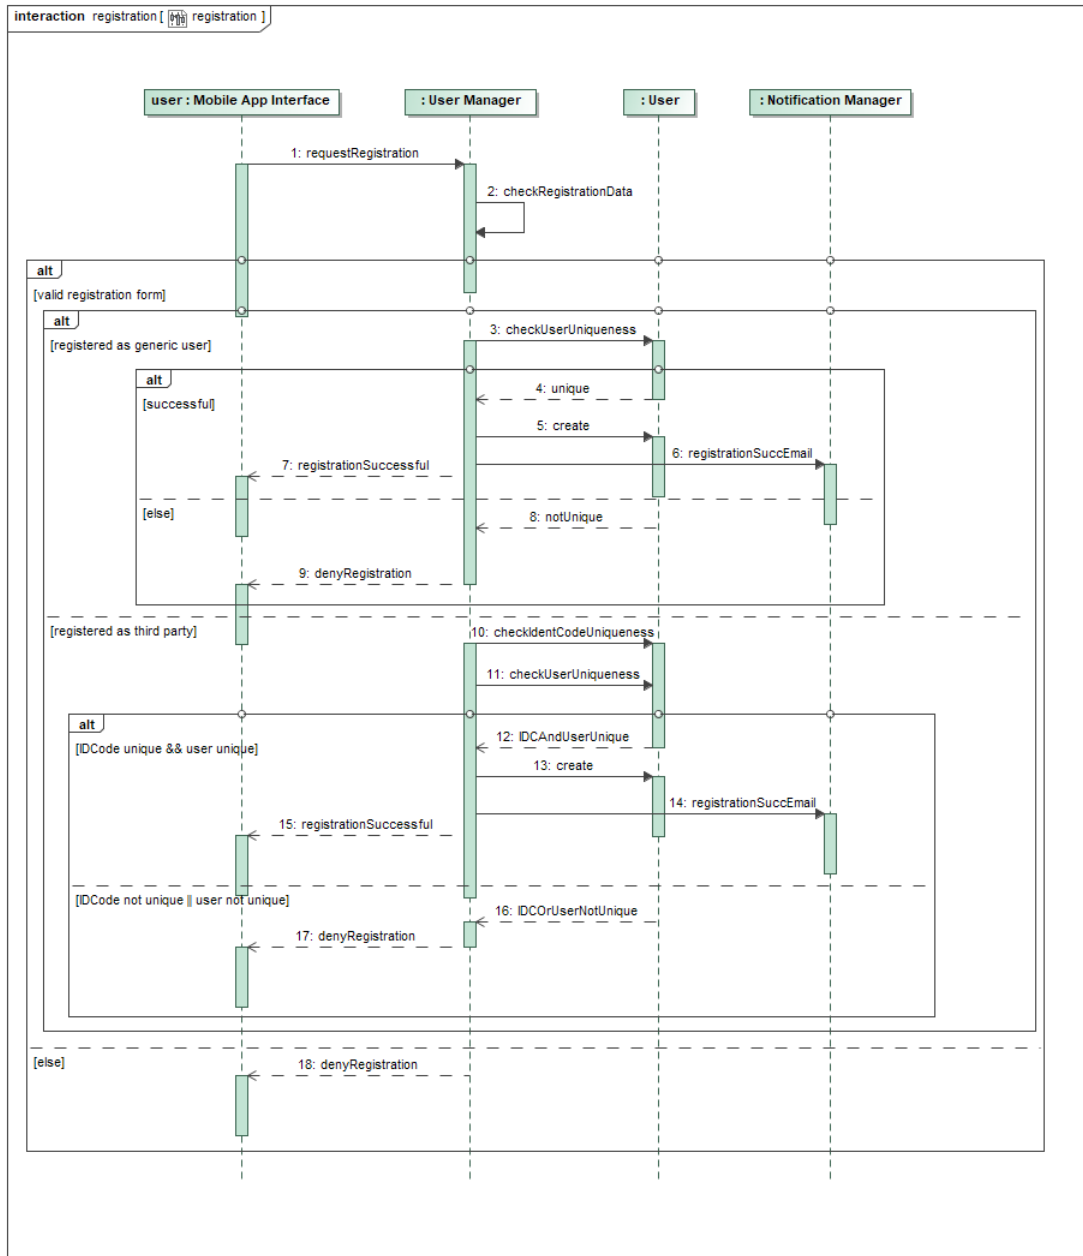 interaction registration [ registration ]
user : Mobile App Interface
: User Manager
: User
: Notification Manager
1: requestRegistration
2: checkRegistrationData
alt
[valid registration form]
alt
3: checkUserUniqueness
[registered as generic user]
alt
4: unique
[successful]
5: create
6: registrationSuccEmail
7: registrationSuccessful
[else]
8: notUnique
9: denyRegistration
[registered as third party]
10: checkIdentCodeUniqueness
11: checkUserUniqueness
alt
12: IDCAndUserUnique
[IDCode unique && user unique]
13: create
14: registrationSuccEmail
15: registrationSuccessful
[IDCode not unique || user not unique]
16: IDCOrUserNotUnique
17: denyRegistration
[else]
18: denyRegistration